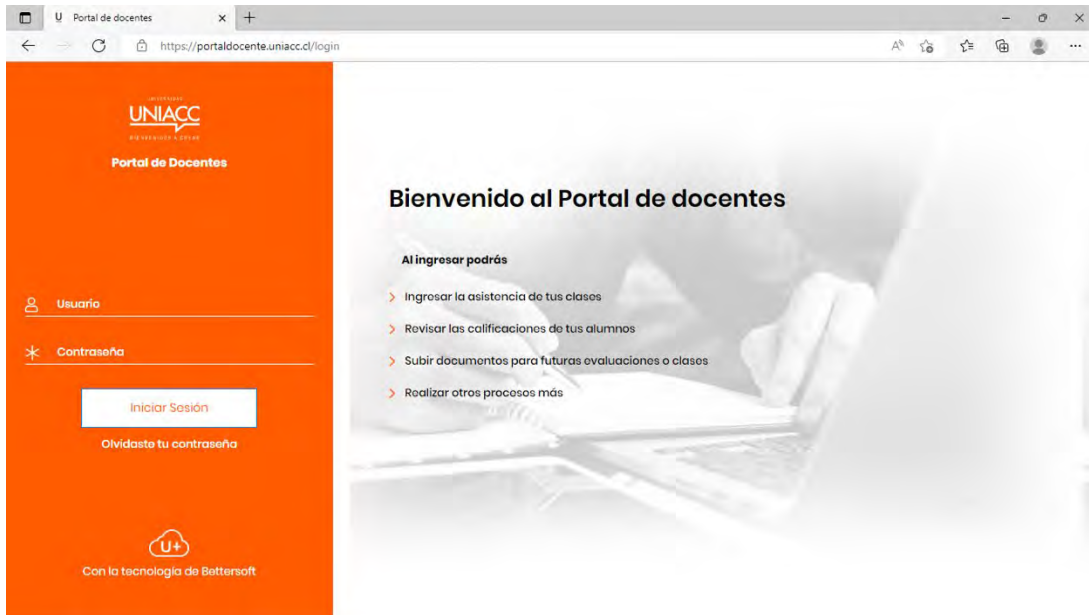 Portal de docentes
https://portaldocente.uniacc.cl/login
UNIVERSIDAD
UNIACC
Portal de Docentes
Usuario
Contraseña
Iniciar Sesión
Olvidaste tu contraseña
U+
Con la tecnología de Bettersoft
Bienvenido al Portal de docentes
Al ingresar podrás
Ingresar la asistencia de tus clases
Revisar las calificaciones de tus alumnos
Subir documentos para futuras evaluaciones o clases
Realizar otros procesos más